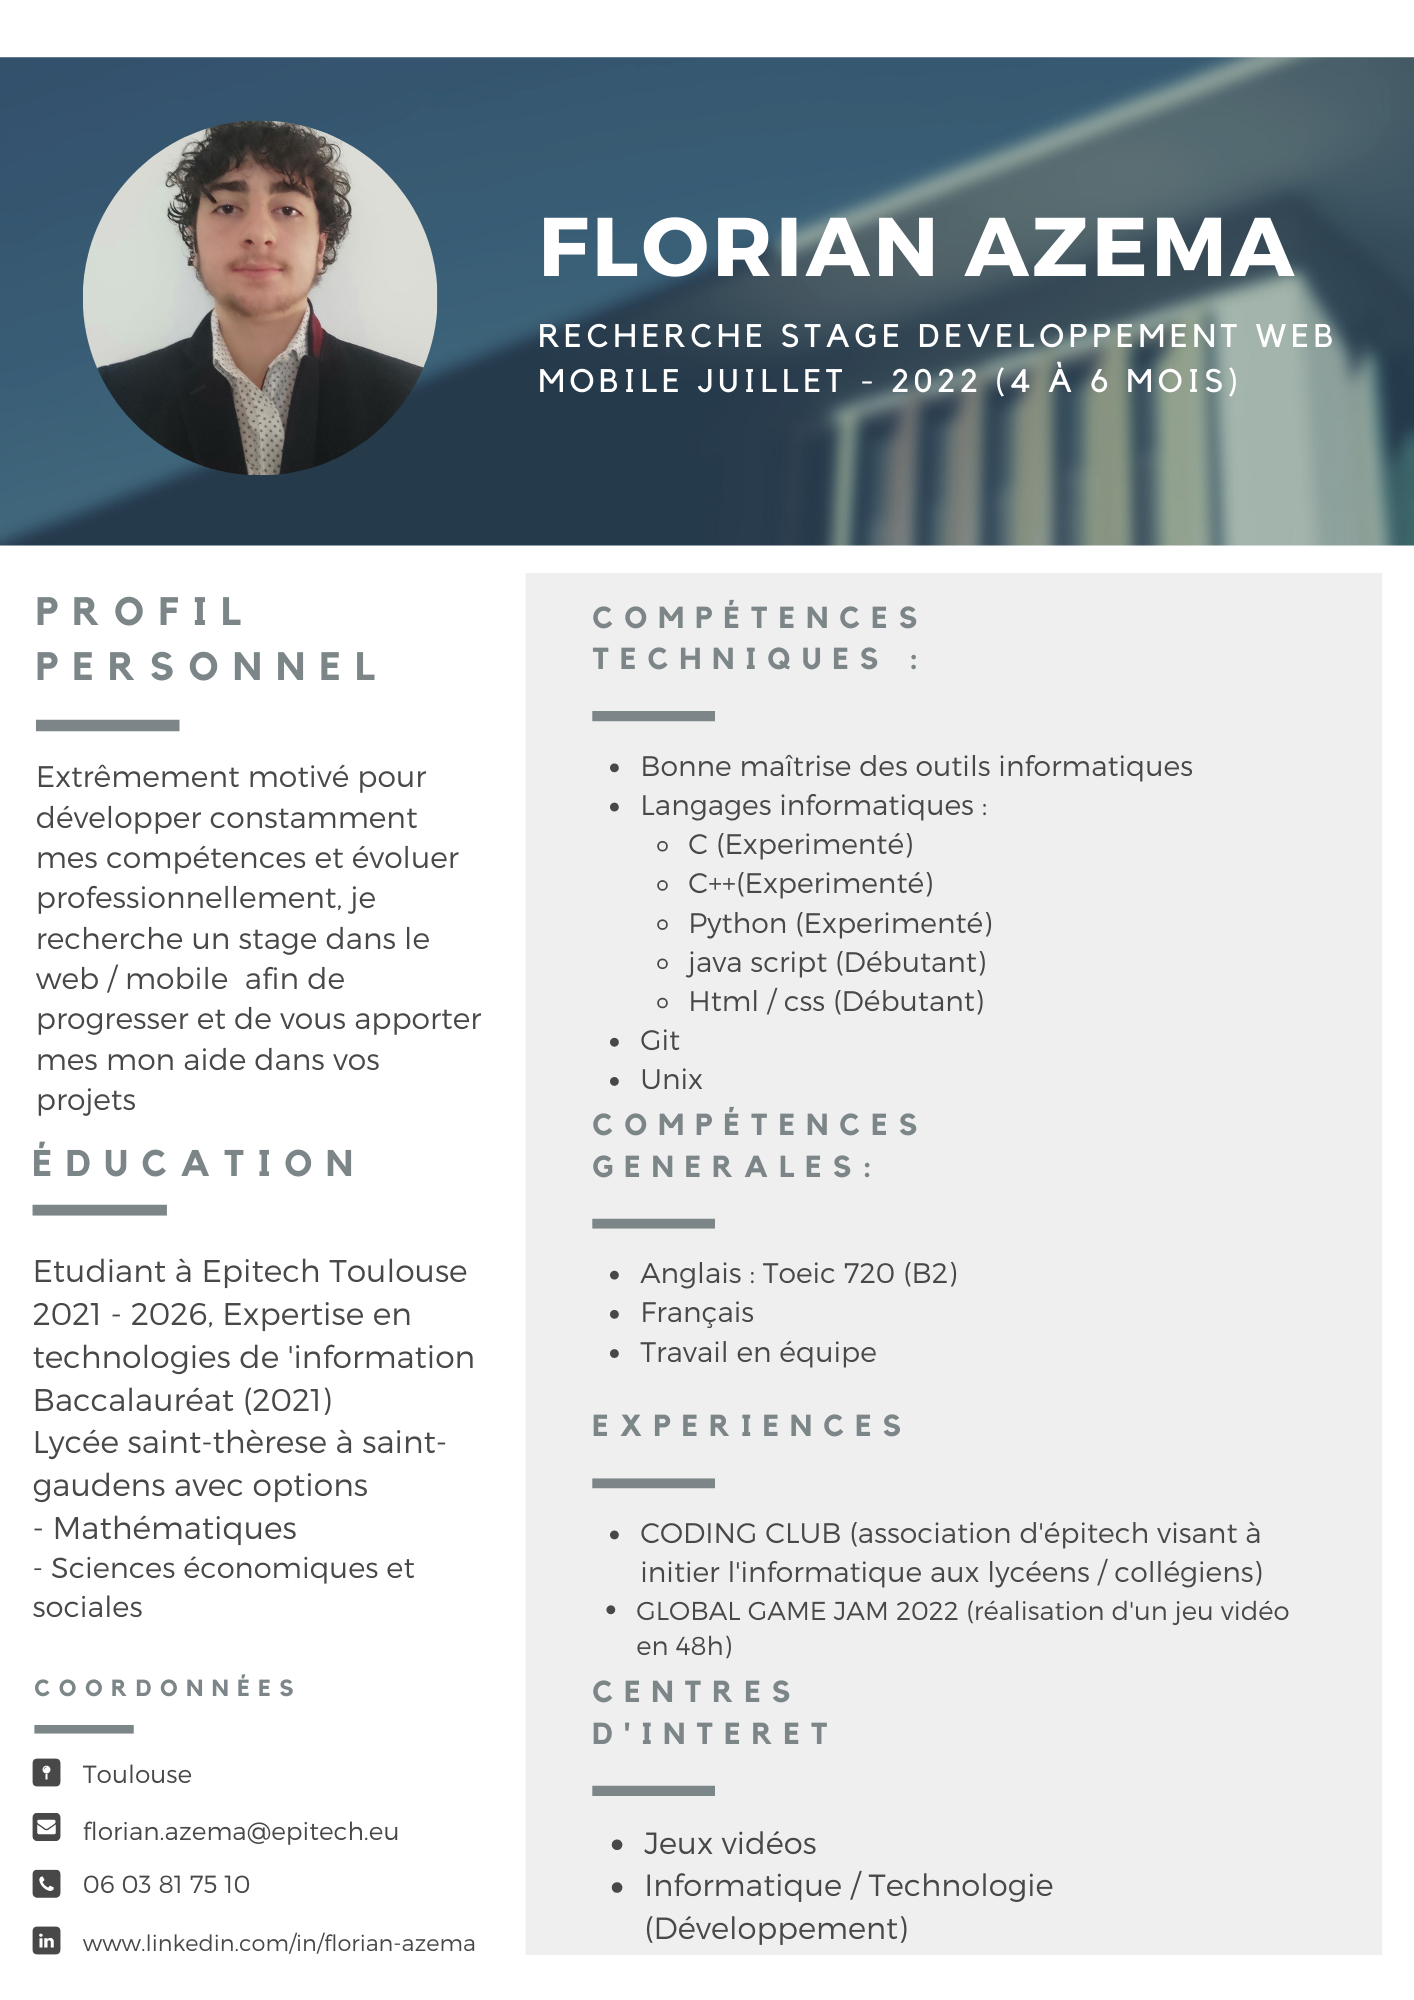 FLORIAN AZEMA
RECHERCHE STAGE DEVELOPPEMENT WEB
MOBILE JUILLET - 2022 (4 À 6 MOIS)
PROFIL
PERSONNEL
Extrêmement motivé pour
développer constamment
mes compétences et évoluer
professionnellement, je
recherche un stage dans le
web / mobile  afin de
progresser et de vous apporter
mes mon aide dans vos
projets
ÉDUCATION
Etudiant à Epitech Toulouse
2021 - 2026, Expertise en
technologies de 'information
Baccalauréat (2021)
Lycée saint-thèrese à saint-
gaudens avec options
- Mathématiques
- Sciences économiques et
sociales
COORDONNÉES
Toulouse
florian.azema@epitech.eu
06 03 81 75 10
in www.linkedin.com/in/florian-azema
COMPÉTENCES
TECHNIQUES :
• Bonne maîtrise des outils informatiques
• Langages informatiques :
◦ C (Experimenté)
◦ C++(Experimenté)
◦ Python (Experimenté)
◦ java script (Débutant)
◦ Html / css (Débutant)
• Git
• Unix
COMPÉTENCES
GENERALES:
• Anglais : Toeic 720 (B2)
• Français
• Travail en équipe
EXPERIENCES
• CODING CLUB (association d'épitech visant à
initier l'informatique aux lycéens / collégiens)
• GLOBAL GAME JAM 2022 (réalisation d'un jeu vidéo
en 48h)
CENTRES
D'INTERET
• Jeux vidéos
• Informatique / Technologie
(Développement)